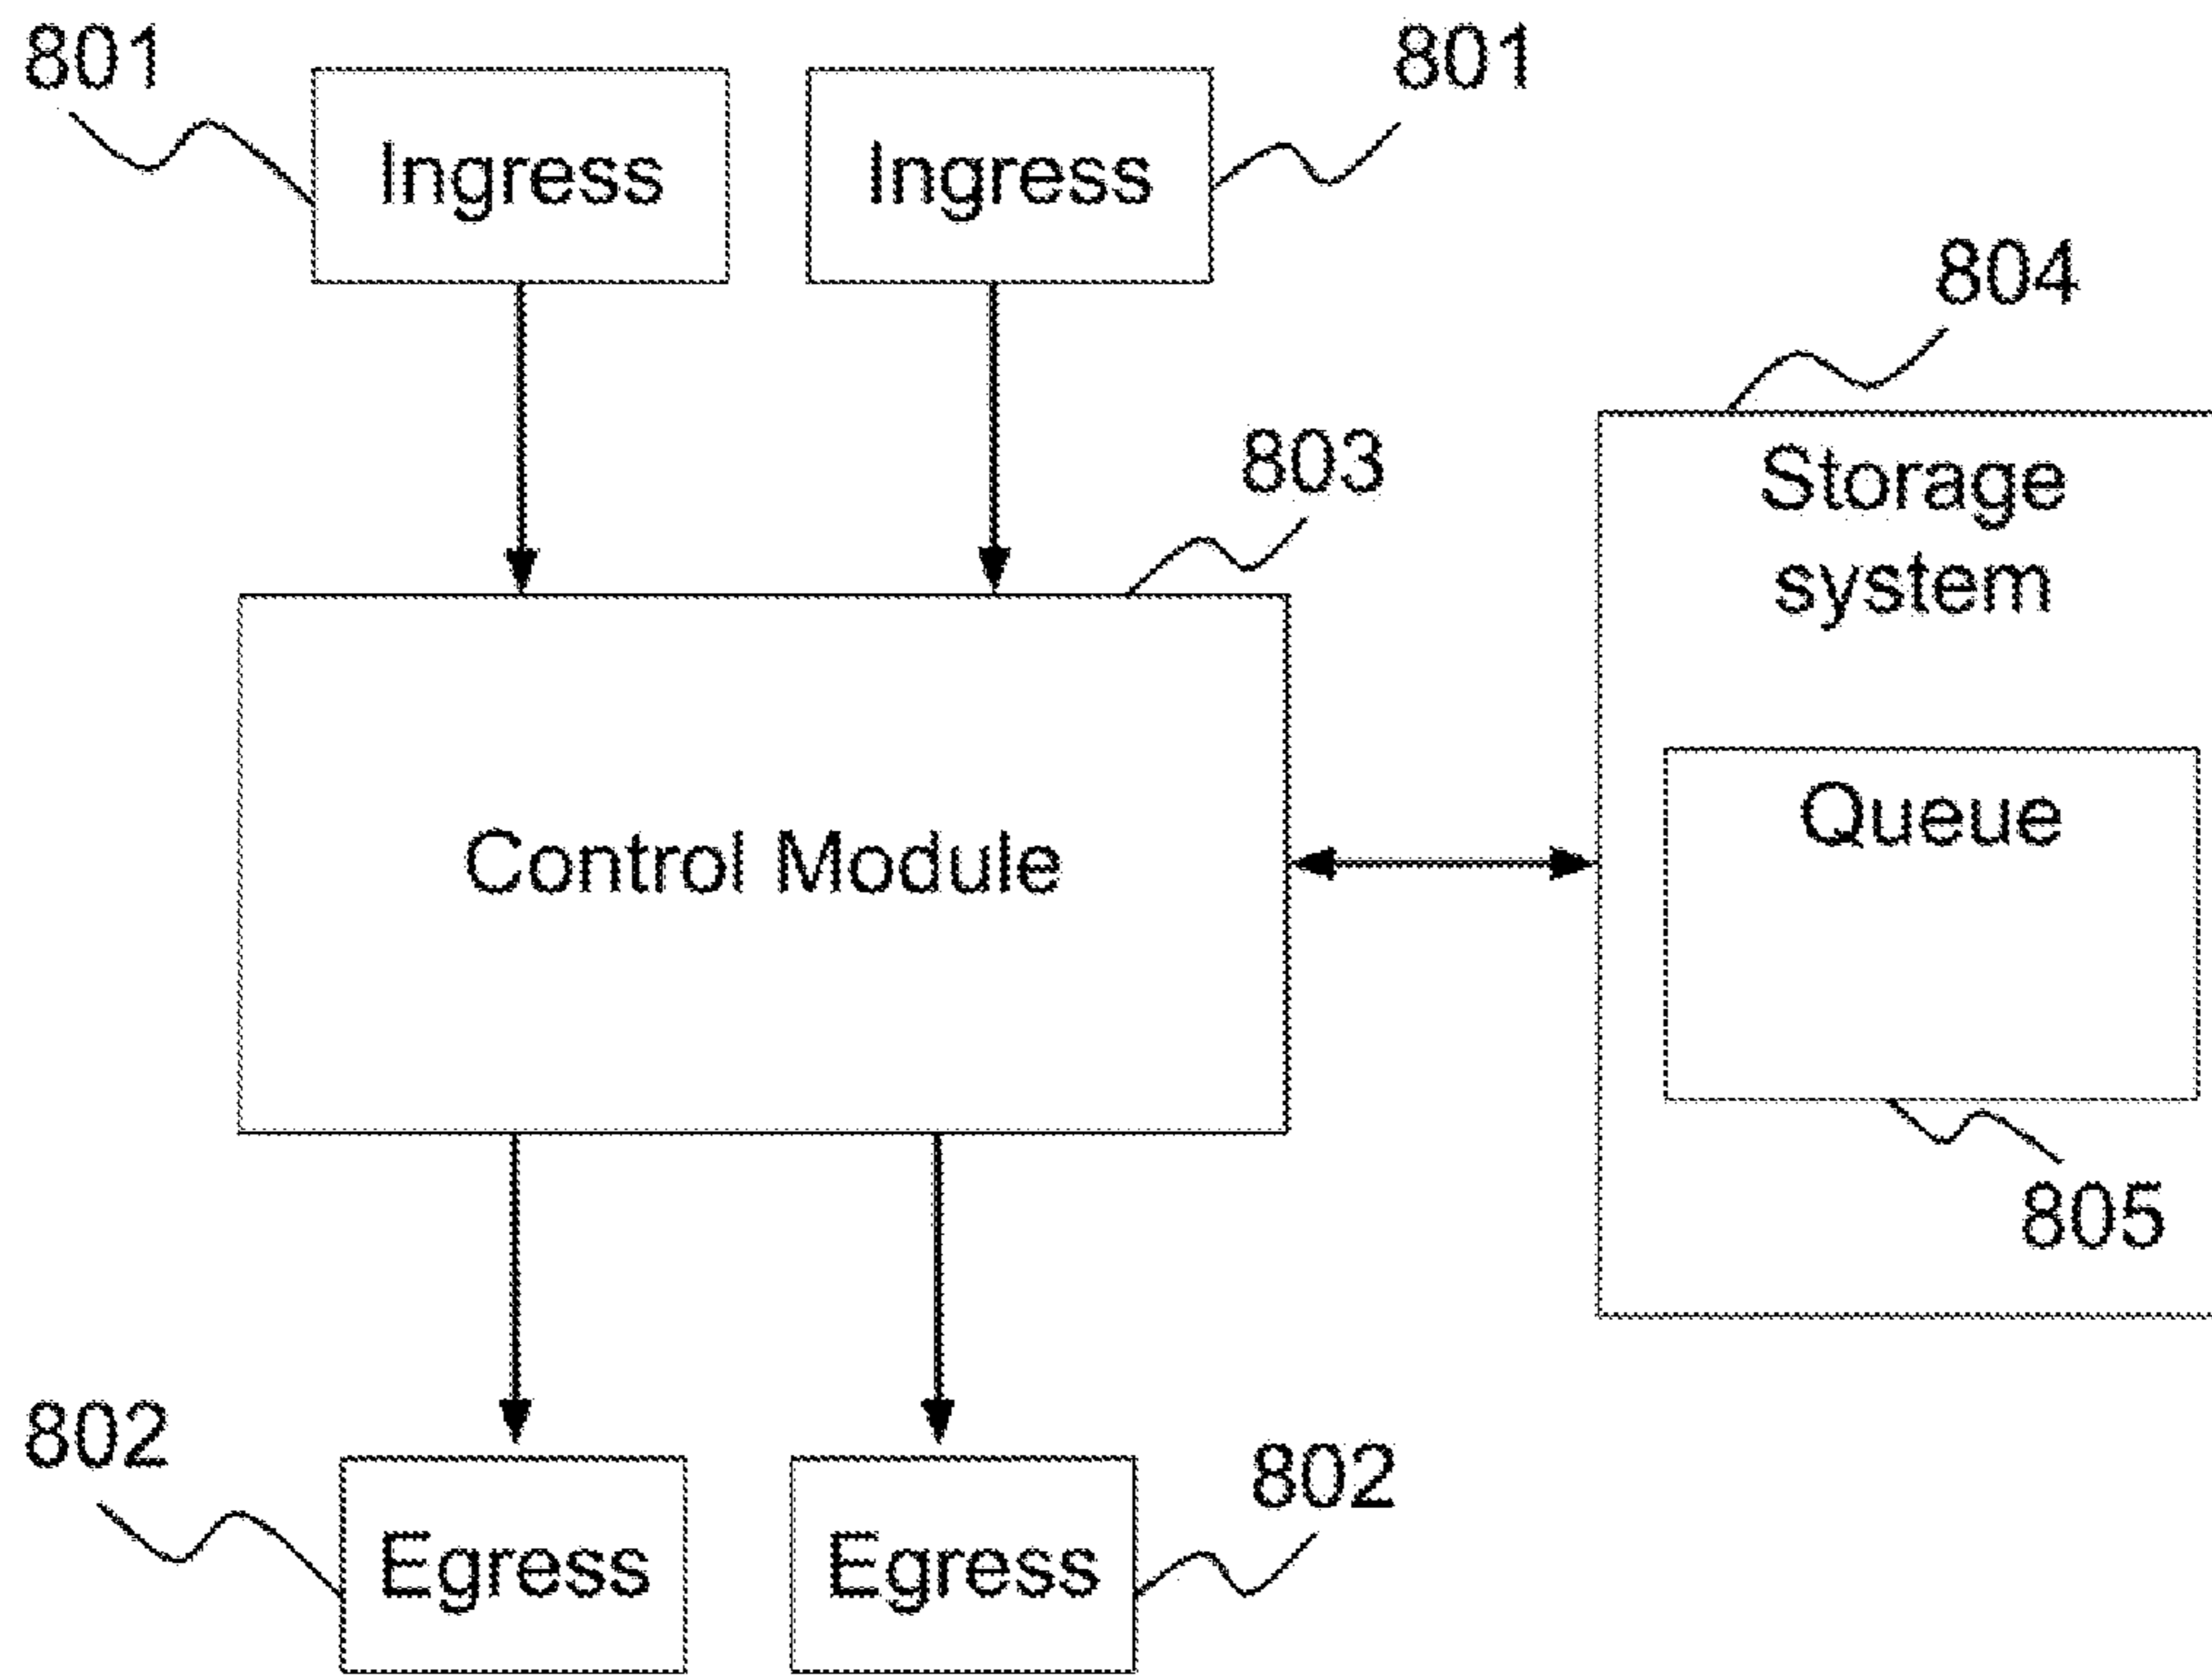 801
801
Ingress
Ingress
804
803
Storage
system
Queue
Control Module
805
802
802
Egress
Egress